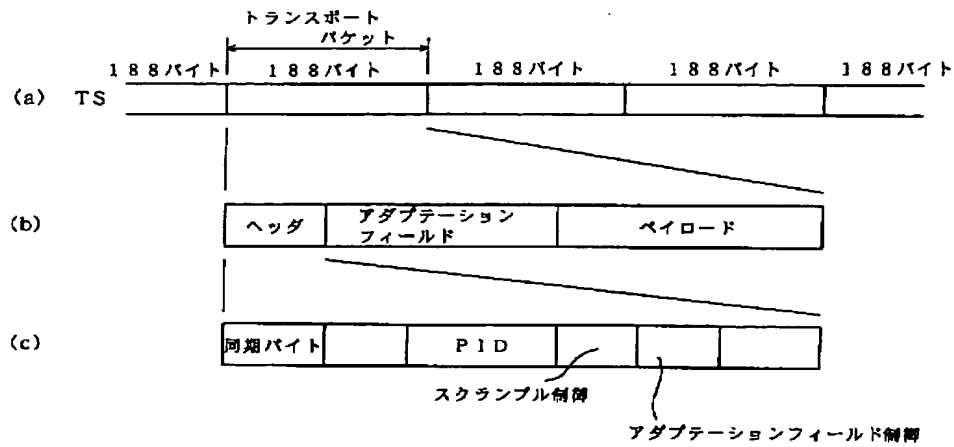 トランスポート
パケット
188バイト 188バイト 188バイト 188バイト 188バイト
(a) TS
(b) ヘッダ アダプテーション
フィールド ペイロード
(c) 同期バイト PID
スクランブル制御
アダプテーションフィールド制御